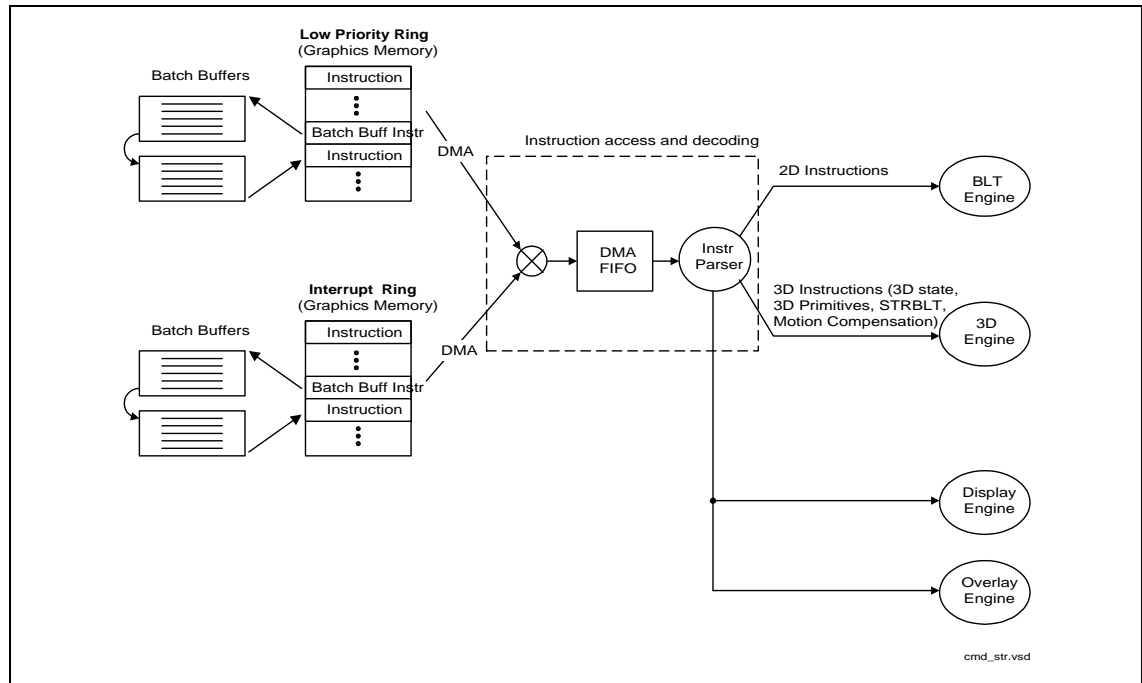 Low Priority Ring
(Graphics Memory)
Batch Buffers
Instruction
Batch Buff Instr
Instruction
DMA
Instruction access and decoding
2D Instructions
BLT
Engine
DMA
FIFO
Instr
Parser
3D Instructions (3D state,
3D Primitives, STRBLT,
Motion Compensation)
3D
Engine
Interrupt Ring
(Graphics Memory)
Batch Buffers
Instruction
Batch Buff Instr
Instruction
DMA
Display
Engine
Overlay
Engine
cmd_str.vsd